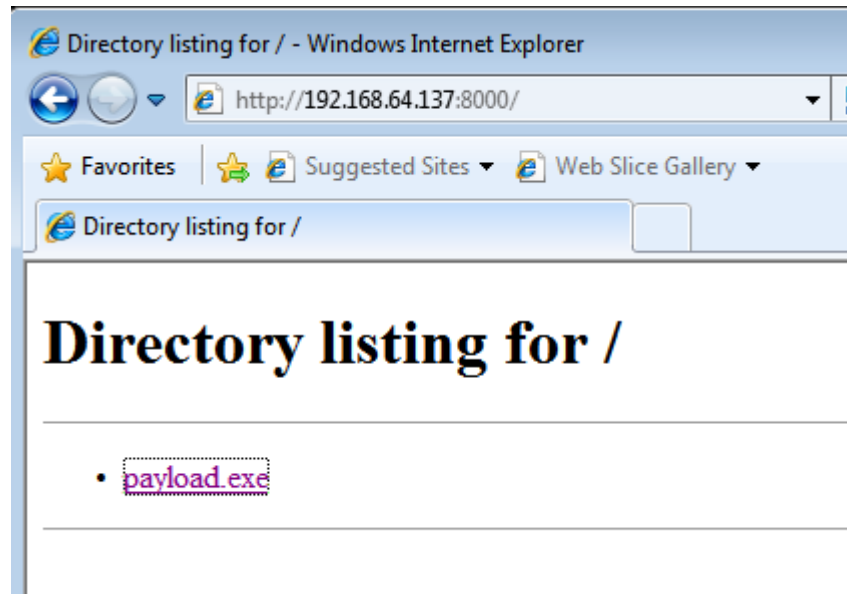 Directory listing for / - Windows Internet Explorer
http://192.168.64.137:8000/
Favorites Suggested Sites Web Slice Gallery
Directory listing for /
Directory listing for /
• payload.exe